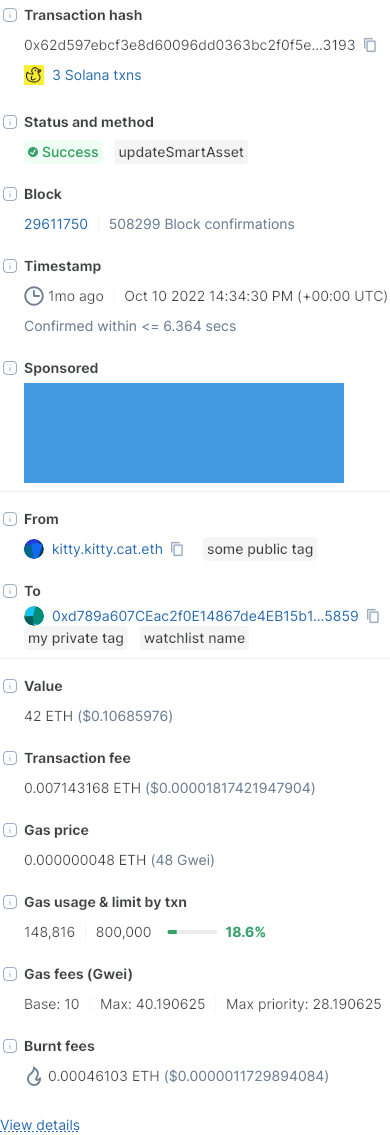 Transaction hash
0x62d597ebcf3e8d60096dd0363bc2f0f5e...3193
3 Solana txns
Status and method
Success updateSmartAsset
Block
29611750 508299 Block confirmations
Timestamp
1mo ago Oct 10 2022 14:34:30 PM (+00:00 UTC)
Confirmed within <= 6.364 secs
Sponsored
From
kitty.kitty.cat.eth some public tag
To
0xd789a607CEac2f0E14867de4EB15b1...5859
my private tag watchlist name
Value
42 ETH ($0.10685976)
Transaction fee
0.007143168 ETH ($0.00001817421947904)
Gas price
0.000000048 ETH (48 Gwei)
Gas usage & limit by txn
148,816 800,000 18.6%
Gas fees (Gwei)
Base: 10 Max: 40.190625 Max priority: 28.190625
Burnt fees
0.00046103 ETH ($0.0000011729894084)
View details